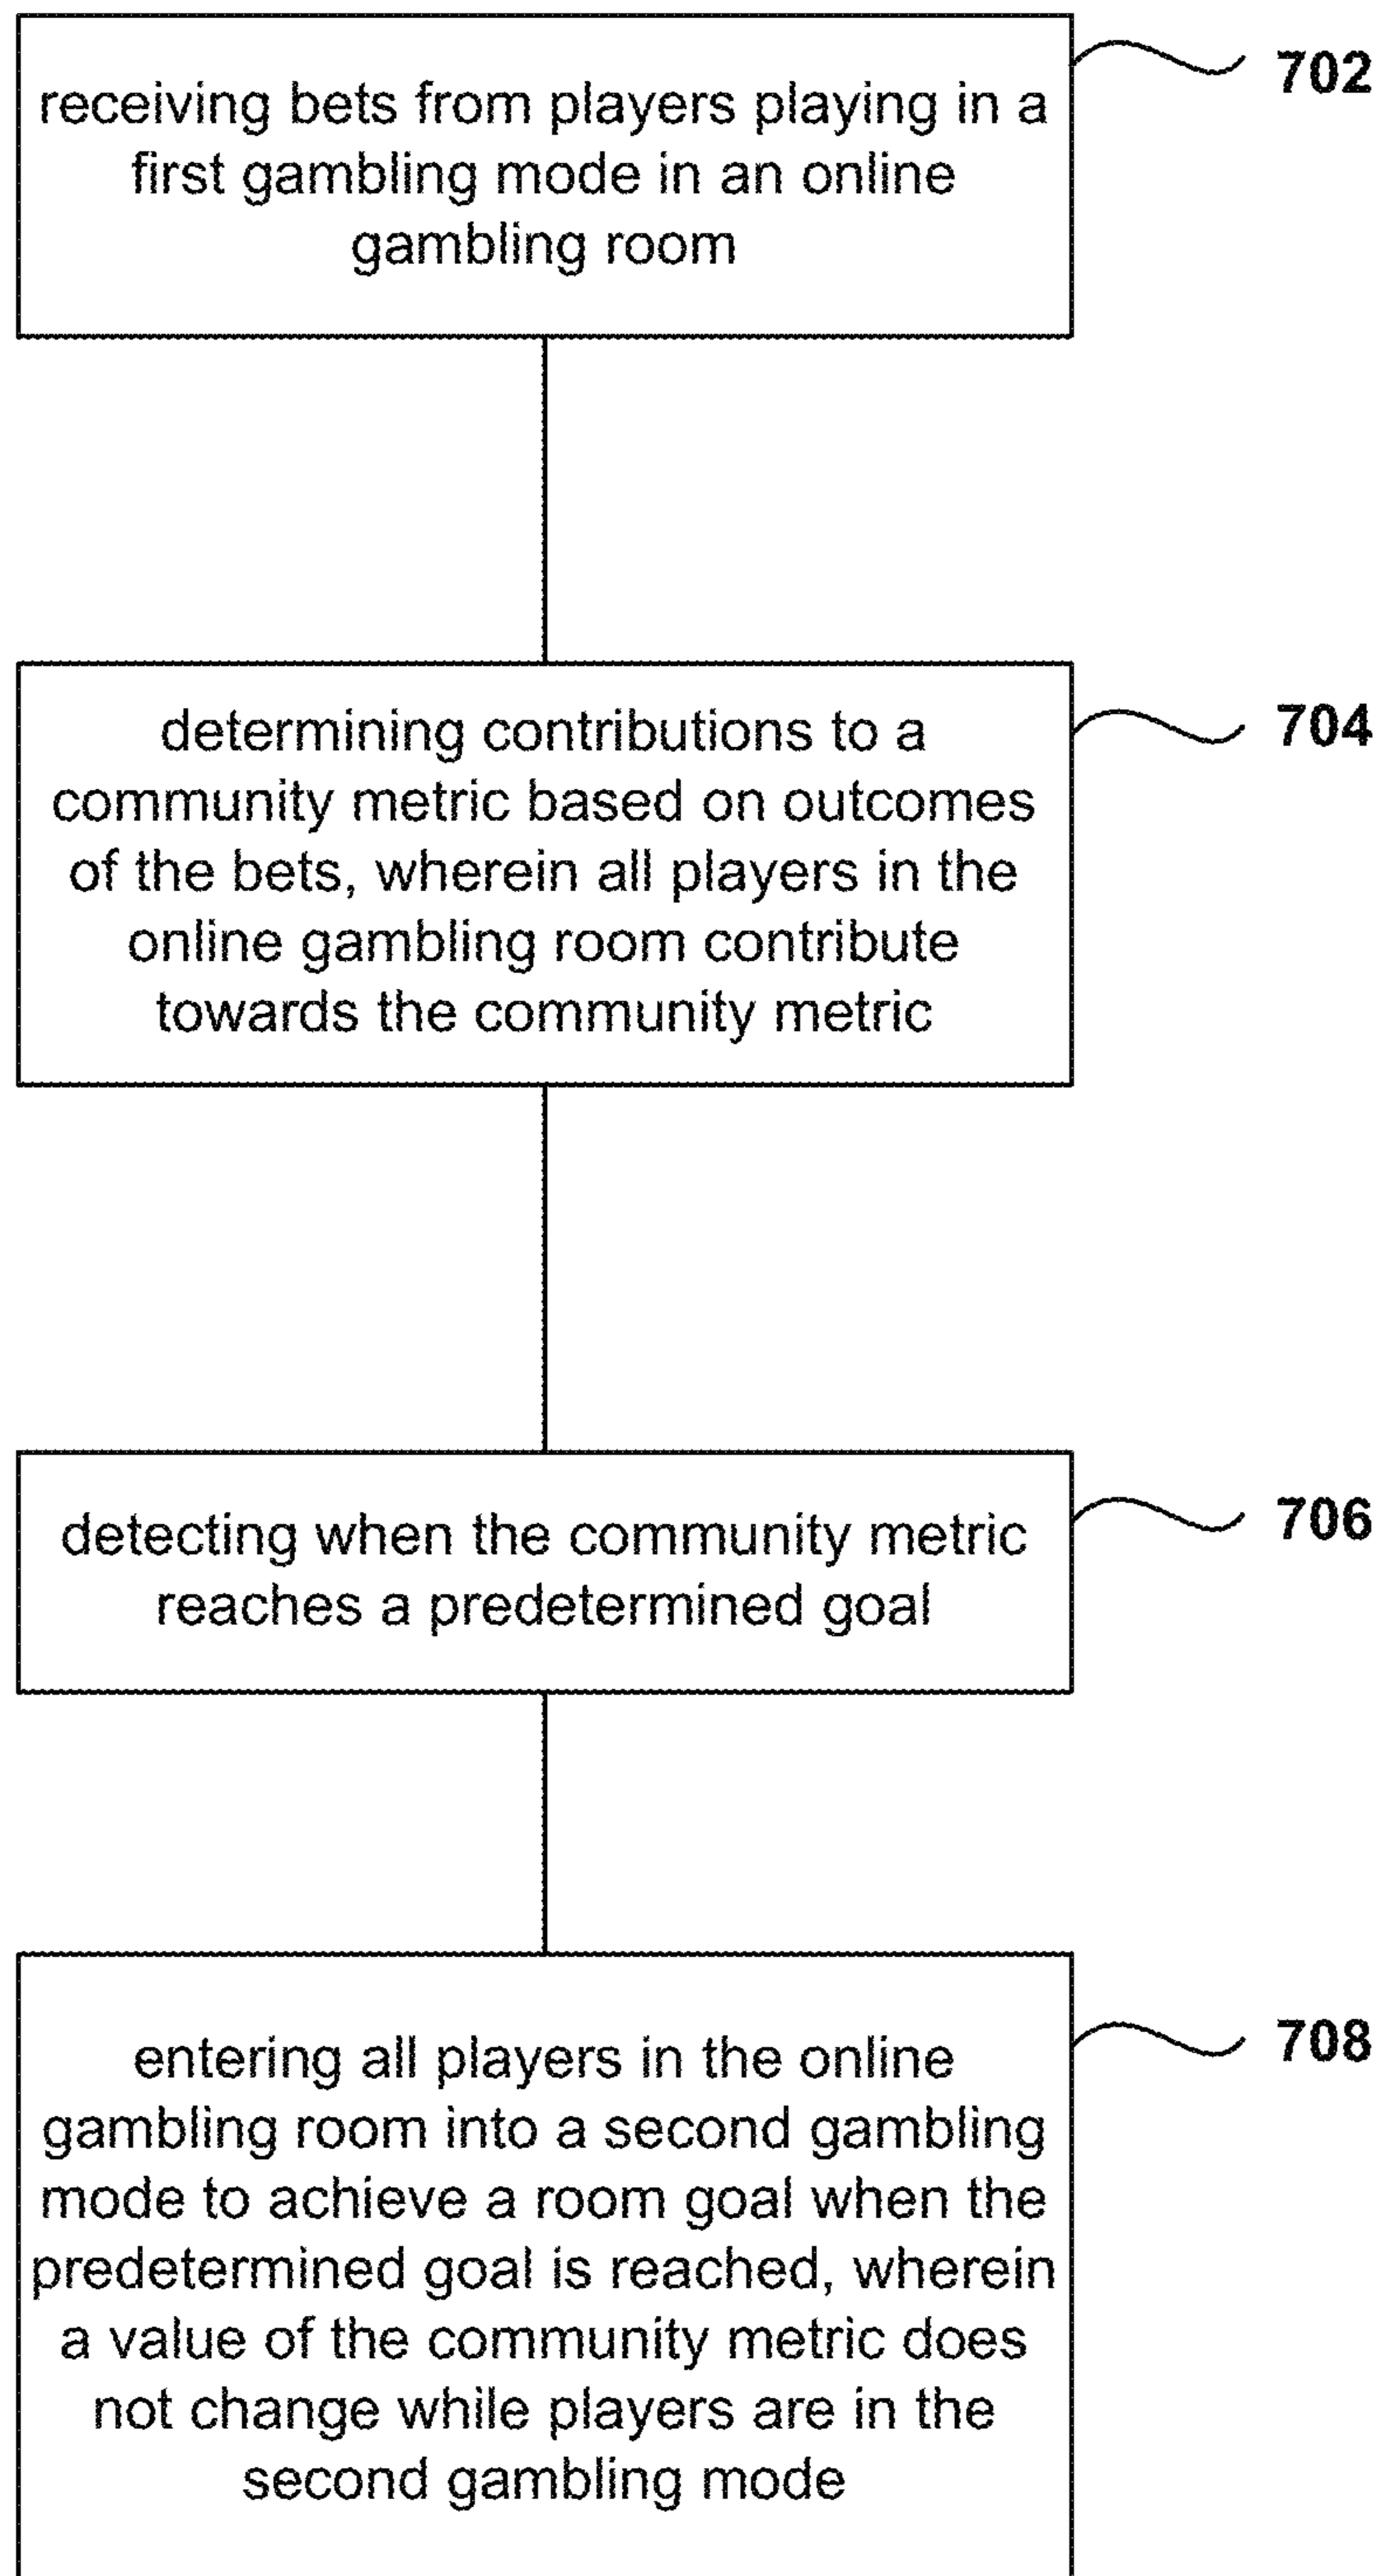 receiving bets from players playing in a
first gambling mode in an online
gambling room
702
determining contributions to a
community metric based on outcomes
of the bets, wherein all players in the
online gambling room contribute
towards the community metric
704
detecting when the community metric
reaches a predetermined goal
706
entering all players in the online
gambling room into a second gambling
mode to achieve a room goal when the
predetermined goal is reached, wherein
a value of the community metric does
not change while players are in the
second gambling mode
708